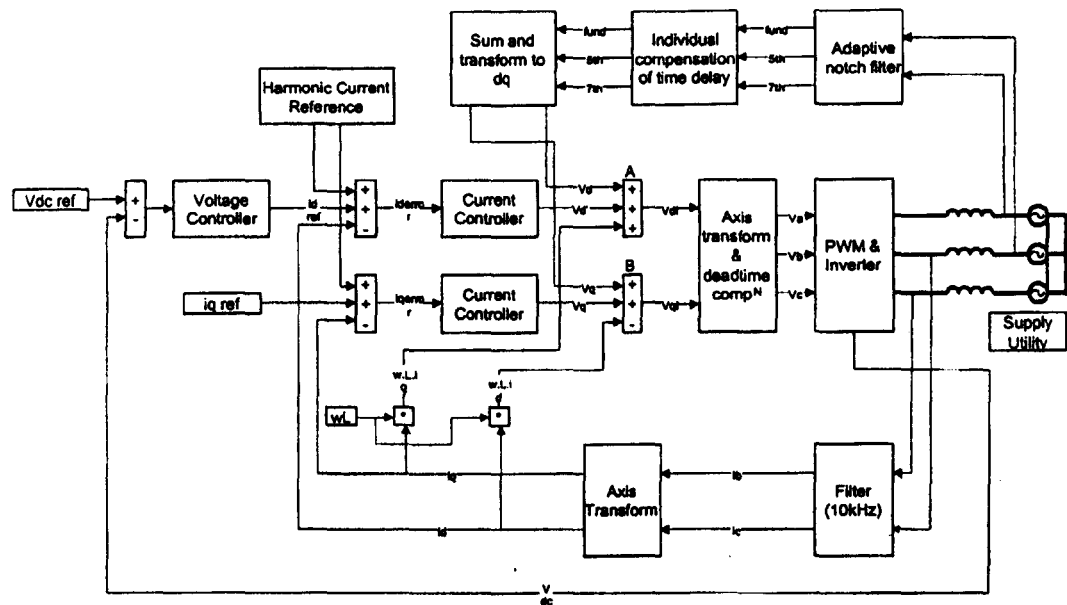 Sum and
transform to
dq
fund
5th
7th
Individual
compensation
of time delay
fund
5th
7th
Adaptive
notch filter
Harmonic Current
Reference
Vdc ref
+
-
Voltage
Controller
id
ref
+
+
-
iderro
r
Current
Controller
Vd
Vd'
A
+
+
+
Vdl
Axis
transform
&
deadtime
compᴺ
Va
Vb
Vc
PWM &
Inverter
Supply
Utility
iq ref
+
+
-
iqerro
r
Current
Controller
Vq
Vq'
B
+
+
-
Vql
w.L.i
q
w.L.i
d
wL
*
*
Iq
Id
Axis
Transform
Ib
Ic
Filter
(10kHz)
V
dc